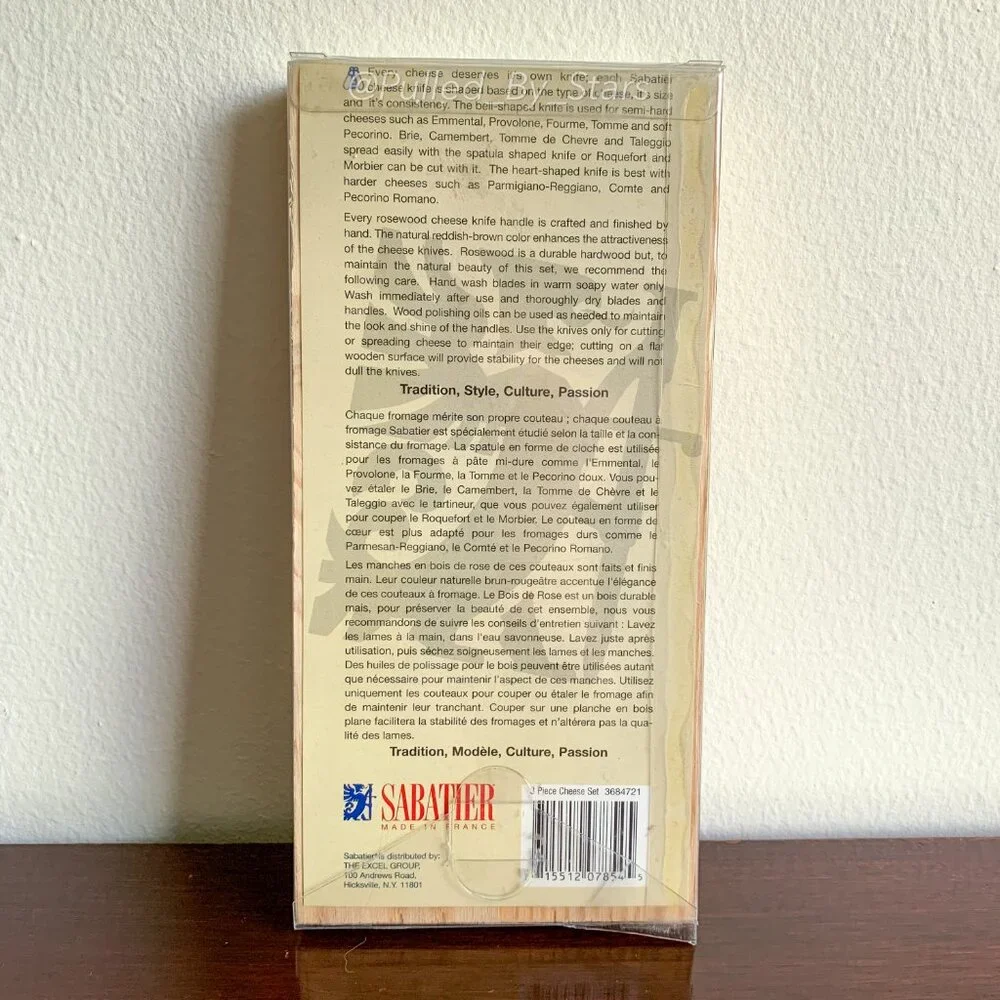 @Pulled_By_Stars
Every cheese deserves it's own knife; each Sabatier
cheese knife is shaped based on the type of cheese, it's size
and it's consistency. The bell-shaped knife is used for semi-hard
cheeses such as Emmental, Provolone, Fourme, Tomme and soft
Pecorino. Brie, Camembert, Tomme de Chevre and Taleggio
spread easily with the spatula shaped knife or Roquefort and
Morbier can be cut with it. The heart-shaped knife is best with
harder cheeses such as Parmigiano-Reggiano, Comte and
Pecorino Romano.
Every rosewood cheese knife handle is crafted and finished by
hand. The natural reddish-brown color enhances the attractiveness
of the cheese knives. Rosewood is a durable hardwood but, to
maintain the natural beauty of this set, we recommend the
following care. Hand wash blades in warm soapy water only.
Wash immediately after use and thoroughly dry blades and
handles. Wood polishing oils can be used as needed to maintain
the look and shine of the handles. Use the knives only for cutting
or spreading cheese to maintain their edge; cutting on a flat
wooden surface will provide stability for the cheeses and will not
dull the knives.
Tradition, Style, Culture, Passion
Chaque fromage mérite son propre couteau ; chaque couteau à
fromage Sabatier est spécialement étudié selon la taille et la con-
sistance du fromage. La spatule en forme de cloche est utilisée
pour les fromages à pâte mi-dure comme l'Emmental, le
Provolone, la Fourme, la Tomme et le Pecorino doux. Vous pou-
vez étaler le Brie, le Camembert, la Tomme de Chèvre et le
Taleggio avec le tartineur, que vous pouvez également utiliser
pour couper le Roquefort et le Morbier. Le couteau en forme de
cœur est plus adapté pour les fromages durs comme le
Parmesan-Reggiano, le Comté et le Pecorino Romano.
Les manches en bois de rose de ces couteaux sont faits et finis
main. Leur couleur naturelle brun-rougeâtre accentue l'élégance
de ces couteaux à fromage. Le Bois de Rose est un bois durable
mais, pour préserver la beauté de cet ensemble, nous vous
recommandons de suivre les conseils d'entretien suivant : Lavez
les lames à la main, dans l'eau savonneuse. Lavez juste après
utilisation, puis séchez soigneusement les lames et les manches.
Des huiles de polissage pour le bois peuvent être utilisées autant
que nécessaire pour maintenir l'aspect de ces manches. Utilisez
uniquement les couteaux pour couper ou étaler le fromage afin
de maintenir leur tranchant. Couper sur une planche en bois
plane facilitera la stabilité des fromages et n'altérera pas la qua-
lité des lames.
Tradition, Modèle, Culture, Passion
SABATIER
MADE IN FRANCE
3 Piece Cheese Set 3684721
15512 07854 5
Sabatier is distributed by:
THE EXCEL GROUP,
100 Andrews Road,
Hicksville, N.Y. 11801